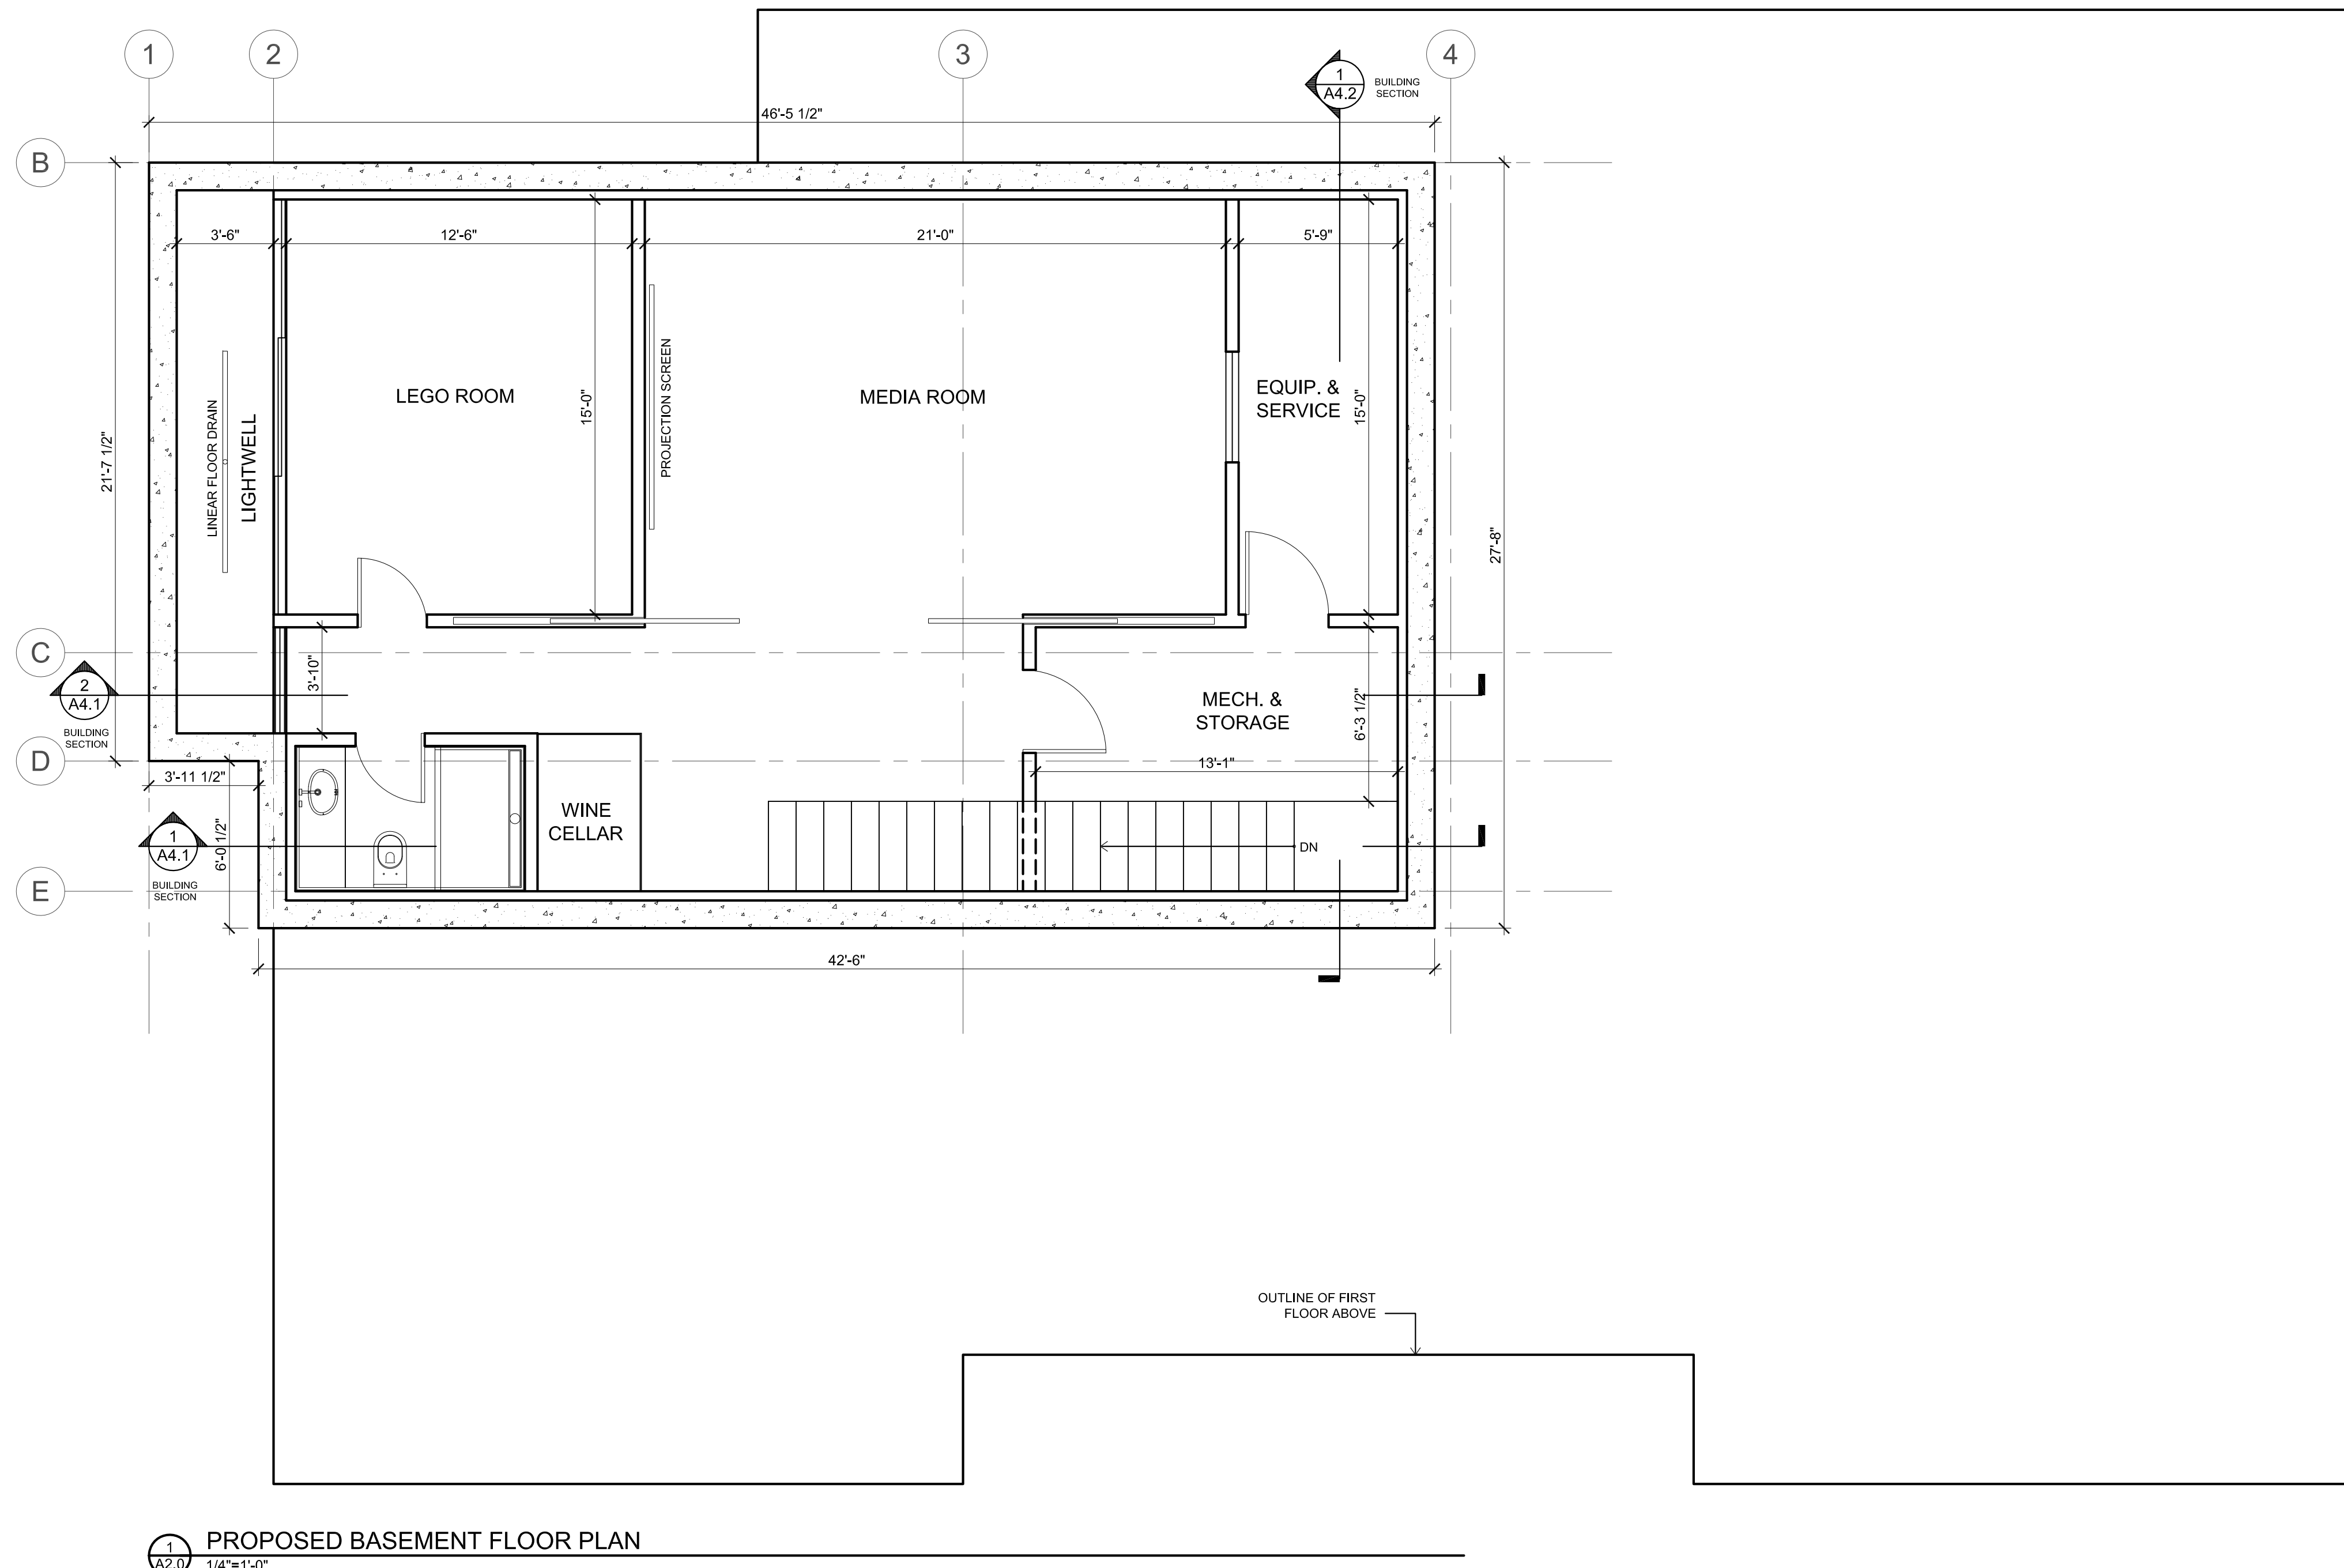 1
2
3
4
1
A4.2
BUILDING
SECTION
46'-5 1/2"
B
3'-6"
12'-6"
21'-0"
5'-9"
LEGO ROOM
15'-0"
PROJECTION SCREEN
MEDIA ROOM
EQUIP. &
SERVICE
15'-0"
LINEAR FLOOR DRAIN
LIGHTWELL
21'-7 1/2"
27'-8"
C
3'-10"
2
A4.1
BUILDING
SECTION
MECH. &
STORAGE
6'-3 1/2"
D
13'-1"
3'-11 1/2"
WINE
CELLAR
6'-0 1/2"
1
A4.1
BUILDING
SECTION
DN
E
42'-6"
OUTLINE OF FIRST
FLOOR ABOVE
1
A2.0
PROPOSED BASEMENT FLOOR PLAN
1/4"=1'-0"